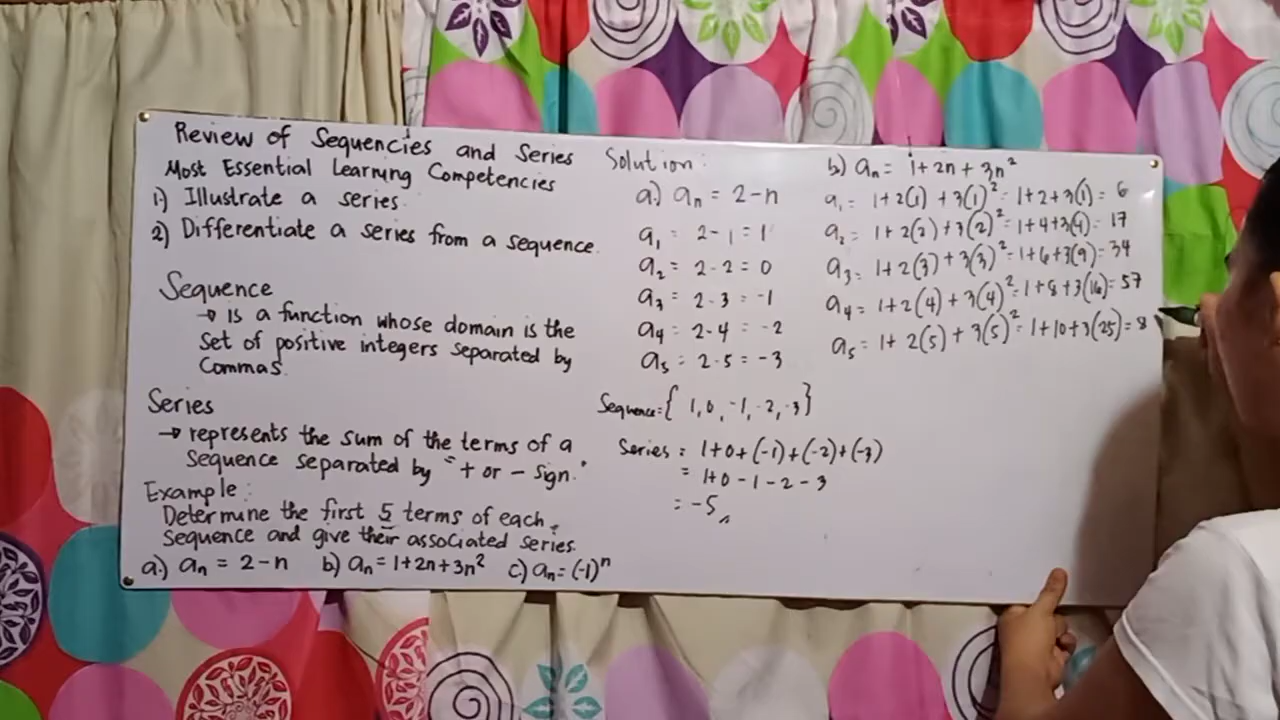 Review of Sequencies and Series
Most Essential Learning Competencies
1.) Illustrate a series.
2) Differentiate a series from a sequence.
Sequence
→ is a function whose domain is the
set of positive integers separated by
Commas.
Series
→ represents the sum of the terms of a
Sequence separated by "+ or - sign."
Example:
Determine the first 5 terms of each
Sequence and give their associated series.
a.) aₙ = 2-n b) aₙ = 1+2n+3n² c) aₙ = (-1)ⁿ
Solution:
a.) aₙ = 2-n
a₁ = 2-1 = 1
a₂ = 2-2 = 0
a₃ = 2-3 = -1
a₄ = 2-4 = -2
a₅ = 2-5 = -3
Sequence = { 1, 0, -1, -2, -3 }
Series = 1+0+(-1)+(-2)+(-3)
= 1+0-1-2-3
= -5
b) aₙ = 1+2n+3n²
a₁ = 1+2(1)+3(1)² = 1+2+3(1) = 6
a₂ = 1+2(2)+3(2)² = 1+4+3(4) = 17
a₃ = 1+2(3)+3(3)² = 1+6+3(9) = 34
a₄ = 1+2(4)+3(4)² = 1+8+3(16) = 57
a₅ = 1+2(5)+3(5)² = 1+10+3(25) = 8